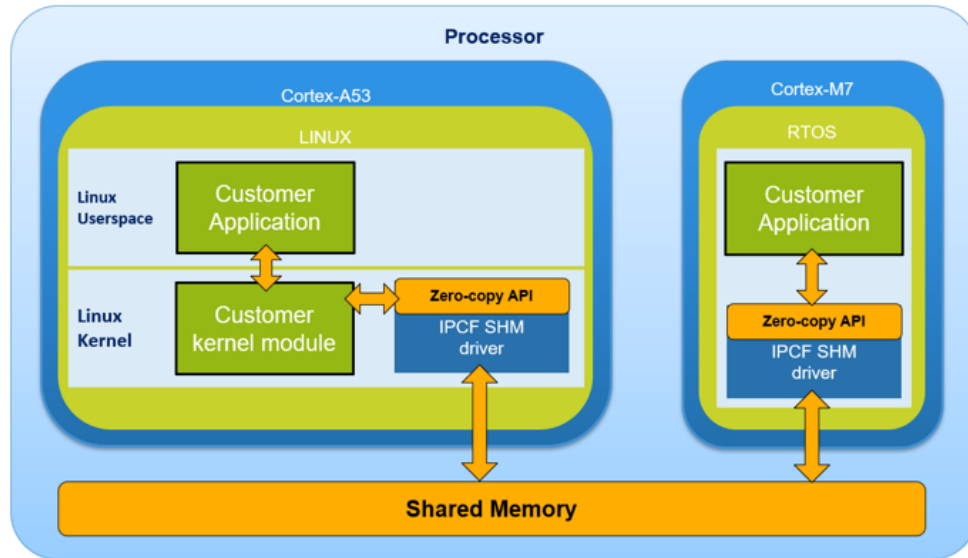 Processor
Cortex-A53
LINUX
Linux
Userspace
Customer
Application
Linux
Kernel
Customer
kernel module
Zero-copy API
IPCF SHM
driver
Cortex-M7
RTOS
Customer
Application
Zero-copy API
IPCF SHM
driver
Shared Memory